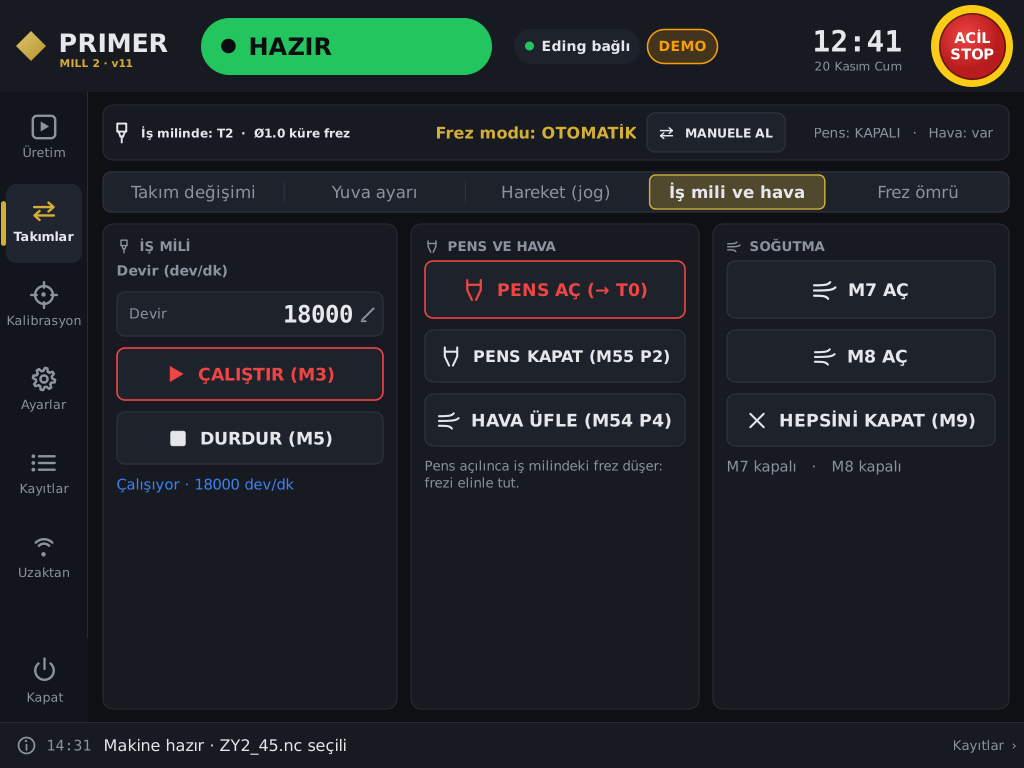 PRIMER
MILL 2 · v11
HAZIR
Eding bağlı
DEMO
12:41
20 Kasım Cum
ACİL
STOP
Üretim
Takımlar
Kalibrasyon
Ayarlar
Kayıtlar
Uzaktan
Kapat
İş milinde: T2 · Ø1.0 küre frez
Frez modu: OTOMATİK
MANUELE AL
Pens: KAPALI · Hava: var
Takım değişimi
Yuva ayarı
Hareket (jog)
İş mili ve hava
Frez ömrü
İŞ MİLİ
Devir (dev/dk)
Devir 18000
ÇALIŞTIR (M3)
DURDUR (M5)
Çalışıyor · 18000 dev/dk
PENS VE HAVA
PENS AÇ (→ T0)
PENS KAPAT (M55 P2)
HAVA ÜFLE (M54 P4)
Pens açılınca iş milindeki frez düşer:
frezi elinle tut.
SOĞUTMA
M7 AÇ
M8 AÇ
HEPSİNİ KAPAT (M9)
M7 kapalı · M8 kapalı
14:31 Makine hazır · ZY2_45.nc seçili
Kayıtlar ›